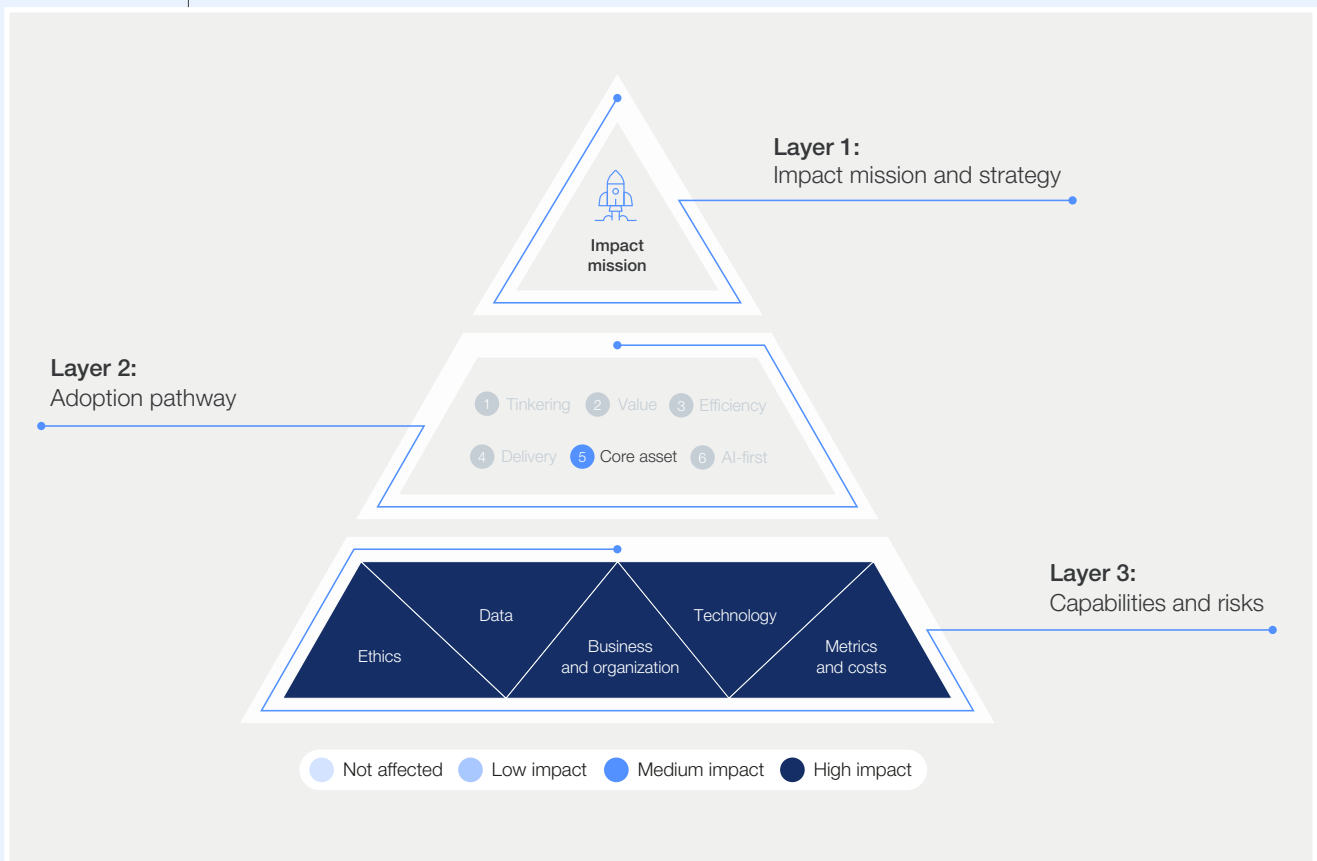 Layer 1:
Impact mission and strategy
Impact
mission
Layer 2:
Adoption pathway
1 Tinkering 2 Value 3 Efficiency
4 Delivery 5 Core asset 6 AI-first
Layer 3:
Capabilities and risks
Ethics
Data
Business
and organization
Technology
Metrics
and costs
Not affected Low impact Medium impact High impact